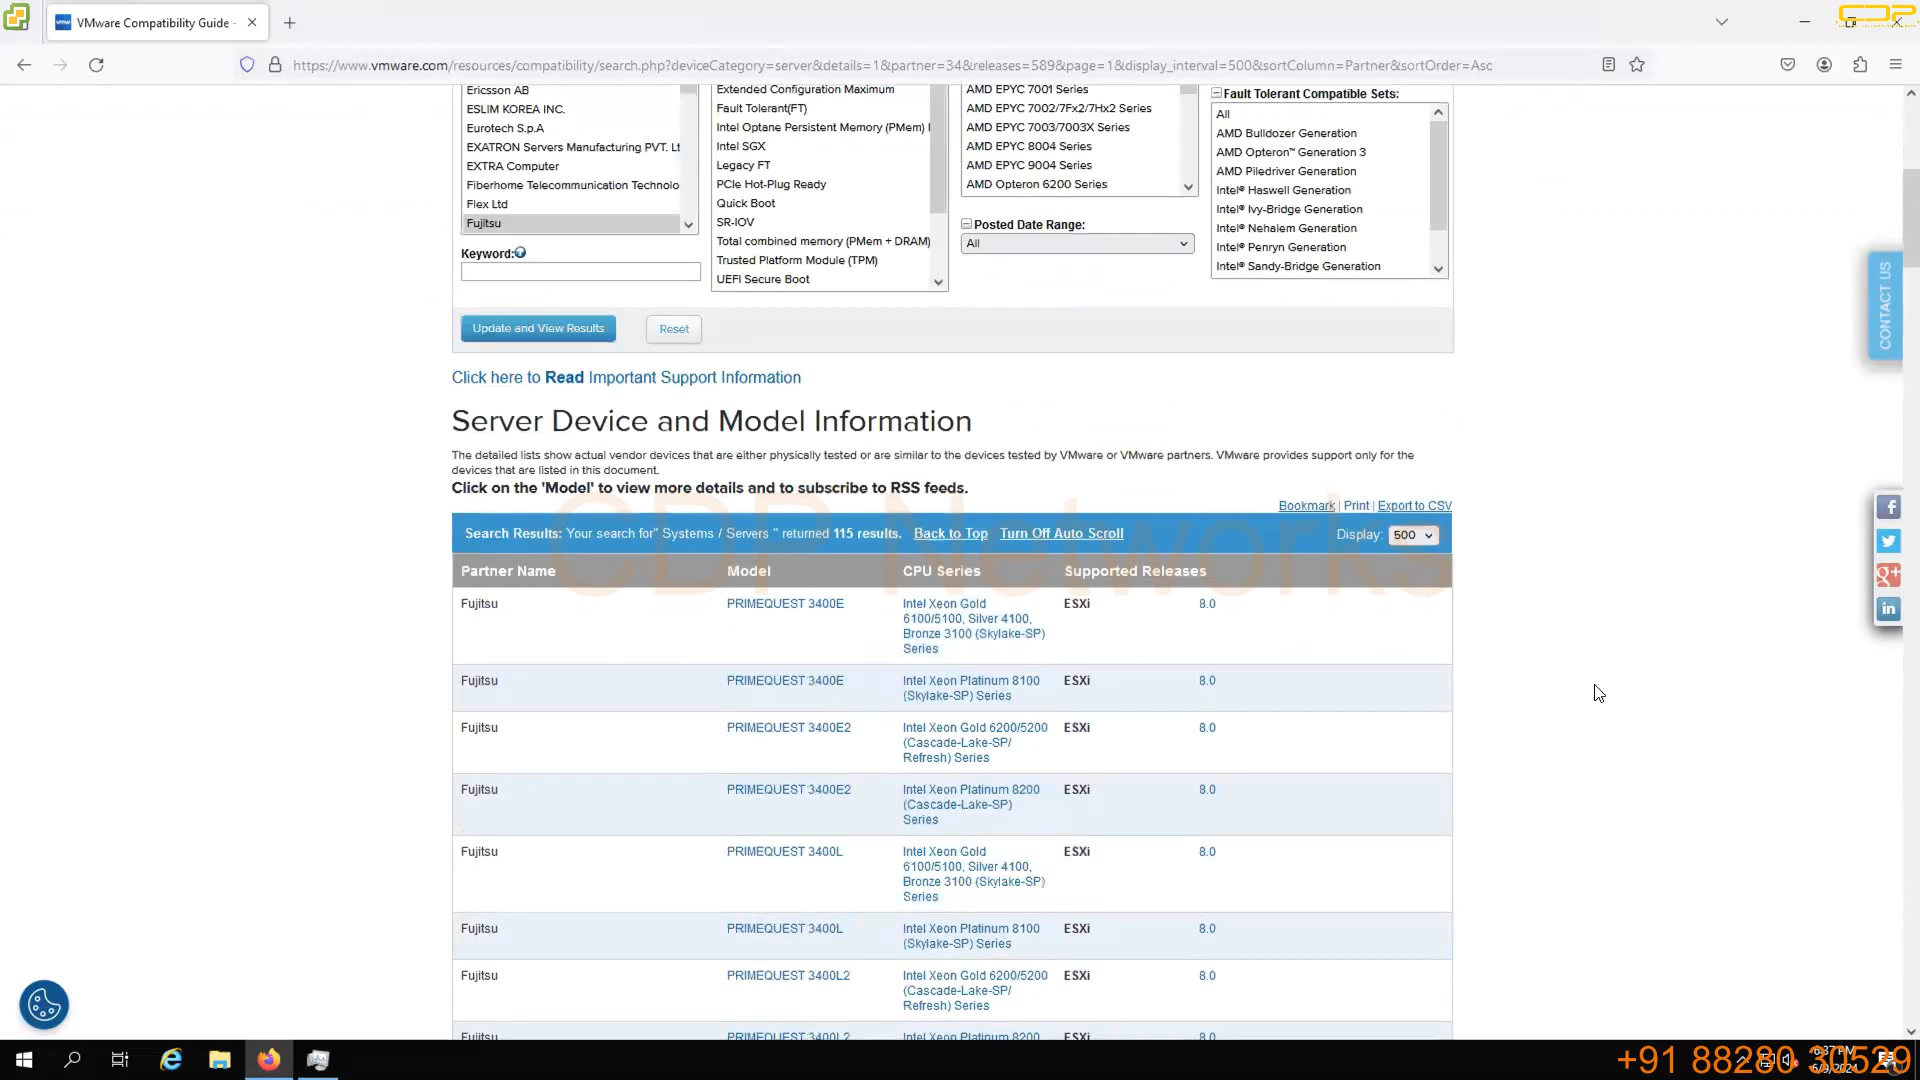 VMware Compatibility Guide -
CDP
https://www.vmware.com/resources/compatibility/search.php?deviceCategory=server&details=1&partner=34&releases=589&page=1&display_interval=500&sortColumn=Partner&sortOrder=Asc
Ericsson AB
ESLIM KOREA INC.
Eurotech S.p.A
EXATRON Servers Manufacturing PVT. Lt
EXTRA Computer
Fiberhome Telecommunication Technolo
Flex Ltd
Fujitsu
Keyword:
Extended Configuration Maximum
Fault Tolerant(FT)
Intel Optane Persistent Memory (PMem) I
Intel SGX
Legacy FT
PCIe Hot-Plug Ready
Quick Boot
SR-IOV
Total combined memory (PMem + DRAM)
Trusted Platform Module (TPM)
UEFI Secure Boot
AMD EPYC 7001 Series
AMD EPYC 7002/7Fx2/7Hx2 Series
AMD EPYC 7003/7003X Series
AMD EPYC 8004 Series
AMD EPYC 9004 Series
AMD Opteron 6200 Series
Posted Date Range:
All
Fault Tolerant Compatible Sets:
All
AMD Bulldozer Generation
AMD Opteron™ Generation 3
AMD Piledriver Generation
Intel® Haswell Generation
Intel® Ivy-Bridge Generation
Intel® Nehalem Generation
Intel® Penryn Generation
Intel® Sandy-Bridge Generation
Update and View Results
Reset
CONTACT US
Click here to Read Important Support Information
Server Device and Model Information
The detailed lists show actual vendor devices that are either physically tested or are similar to the devices tested by VMware or VMware partners. VMware provides support only for the
devices that are listed in this document.
Click on the 'Model' to view more details and to subscribe to RSS feeds.
Bookmark | Print | Export to CSV
Search Results: Your search for" Systems / Servers " returned 115 results. Back to Top Turn Off Auto Scroll Display: 500
CDP Networks
Partner Name Model CPU Series Supported Releases
Fujitsu PRIMEQUEST 3400E Intel Xeon Gold ESXi 8.0
6100/5100, Silver 4100,
Bronze 3100 (Skylake-SP)
Series
Fujitsu PRIMEQUEST 3400E Intel Xeon Platinum 8100 ESXi 8.0
(Skylake-SP) Series
Fujitsu PRIMEQUEST 3400E2 Intel Xeon Gold 6200/5200 ESXi 8.0
(Cascade-Lake-SP/
Refresh) Series
Fujitsu PRIMEQUEST 3400E2 Intel Xeon Platinum 8200 ESXi 8.0
(Cascade-Lake-SP)
Series
Fujitsu PRIMEQUEST 3400L Intel Xeon Gold ESXi 8.0
6100/5100, Silver 4100,
Bronze 3100 (Skylake-SP)
Series
Fujitsu PRIMEQUEST 3400L Intel Xeon Platinum 8100 ESXi 8.0
(Skylake-SP) Series
Fujitsu PRIMEQUEST 3400L2 Intel Xeon Gold 6200/5200 ESXi 8.0
(Cascade-Lake-SP/
Refresh) Series
Fujitsu PRIMEQUEST 3400L2 Intel Xeon Platinum 8200 ESXi 8.0
+91 88280 30529